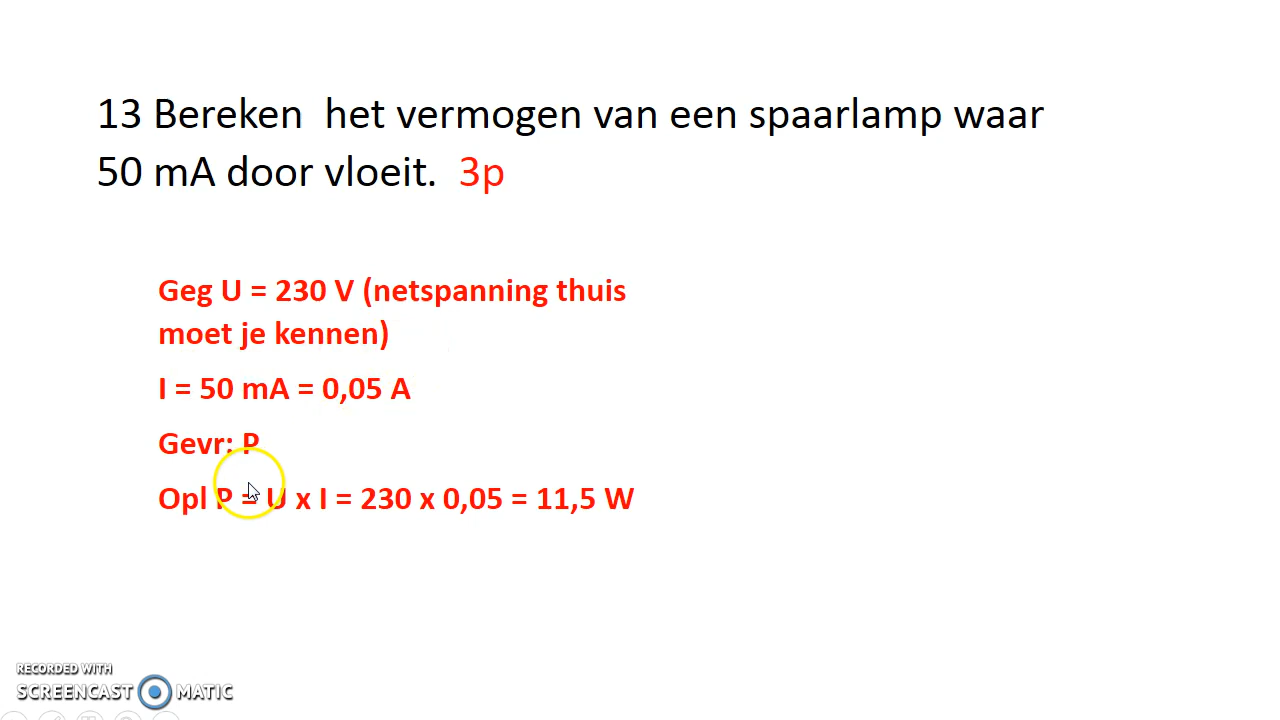 13 Bereken het vermogen van een spaarlamp waar
50 mA door vloeit. 3p
Geg U = 230 V (netspanning thuis
moet je kennen)
I = 50 mA = 0,05 A
Gevr: P
Opl P = U x I = 230 x 0,05 = 11,5 W
RECORDED WITH
SCREENCAST MATIC